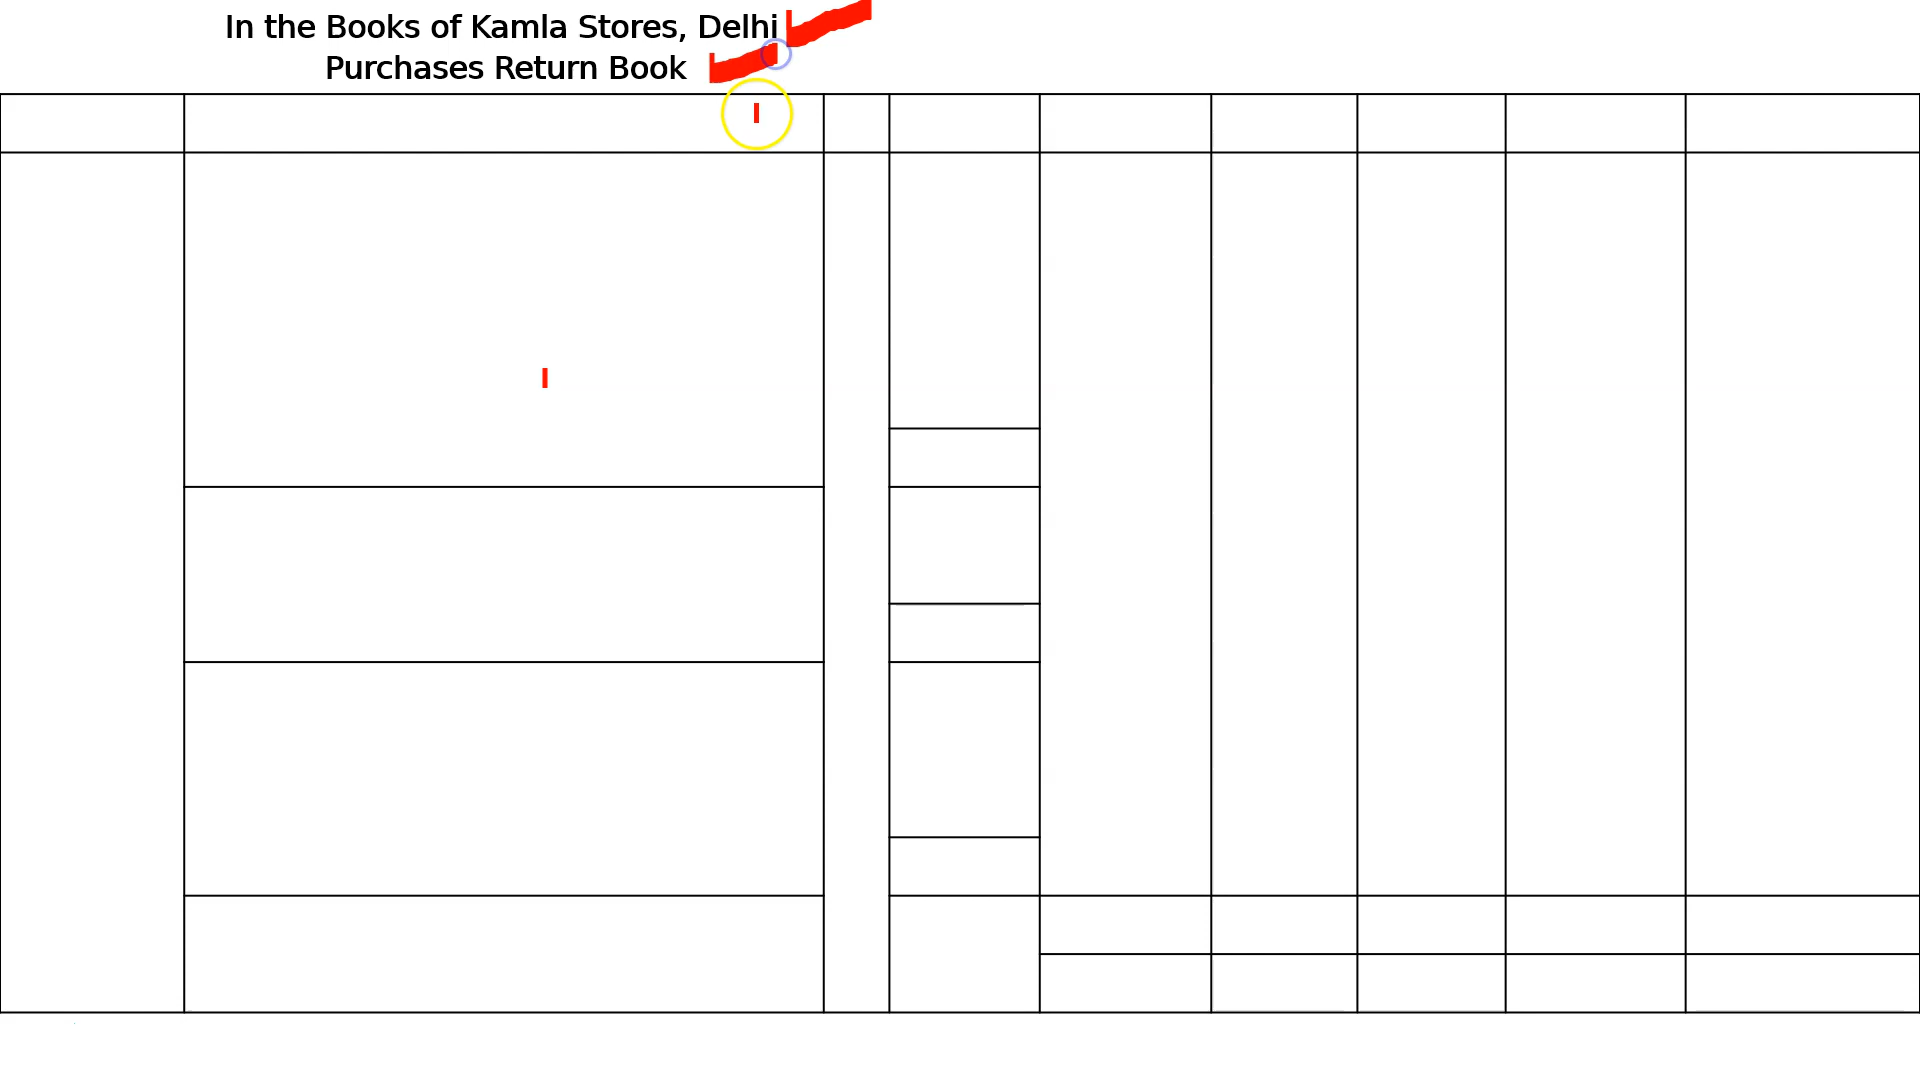 In the Books of Kamla Stores, Delhi
Purchases Return Book